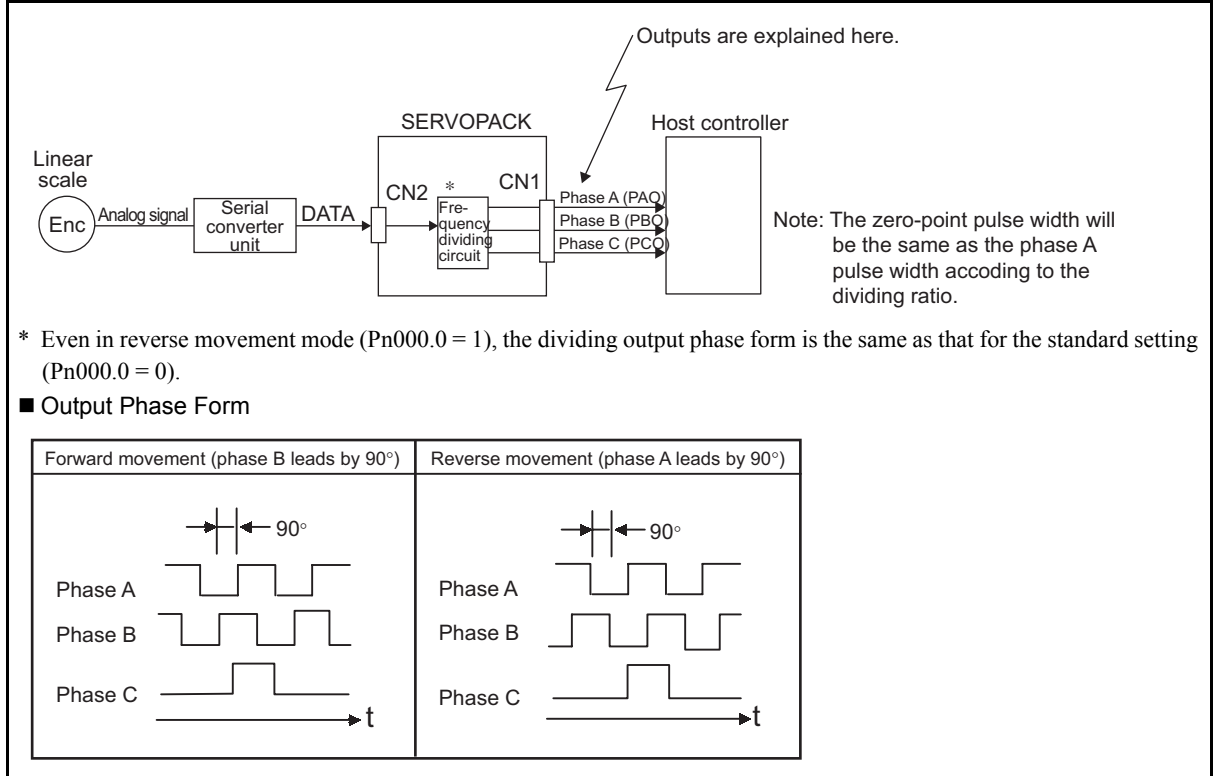 Outputs are explained here.
SERVOPACK
Host controller
Linear
scale
Enc
Analog signal
Serial
converter
unit
DATA
CN2
*
Fre-
quency
dividing
circuit
CN1
Phase A (PAO)
Phase B (PBO)
Phase C (PCO)
Note: The zero-point pulse width will
be the same as the phase A
pulse width accoding to the
dividing ratio.
* Even in reverse movement mode (Pn000.0 = 1), the dividing output phase form is the same as that for the standard setting
(Pn000.0 = 0).
■ Output Phase Form
Forward movement (phase B leads by 90°)
Reverse movement (phase A leads by 90°)
90°
Phase A
Phase B
Phase C
t
90°
Phase A
Phase B
Phase C
t